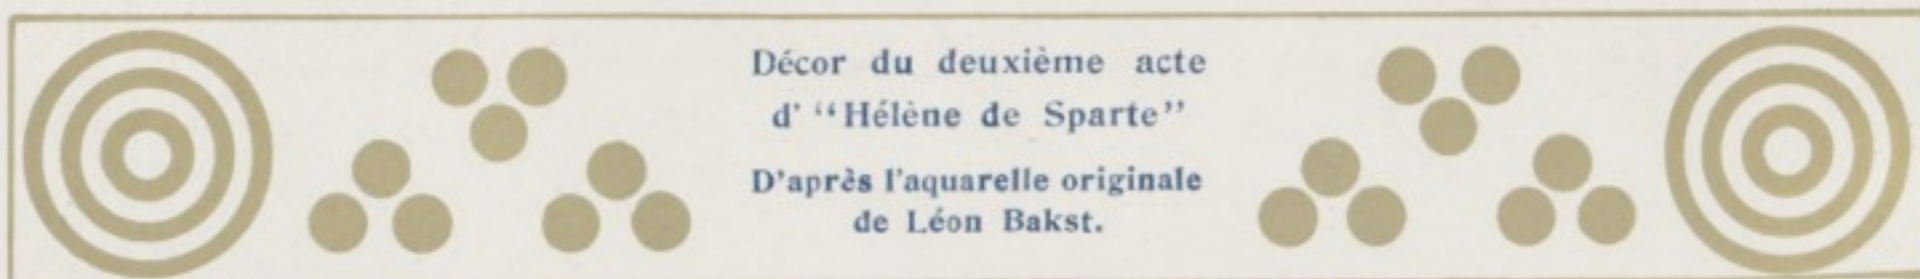 Décor du deuxième acte
d' “Hélène de Sparte”
D'après l'aquarelle originale
de Léon Bakst.